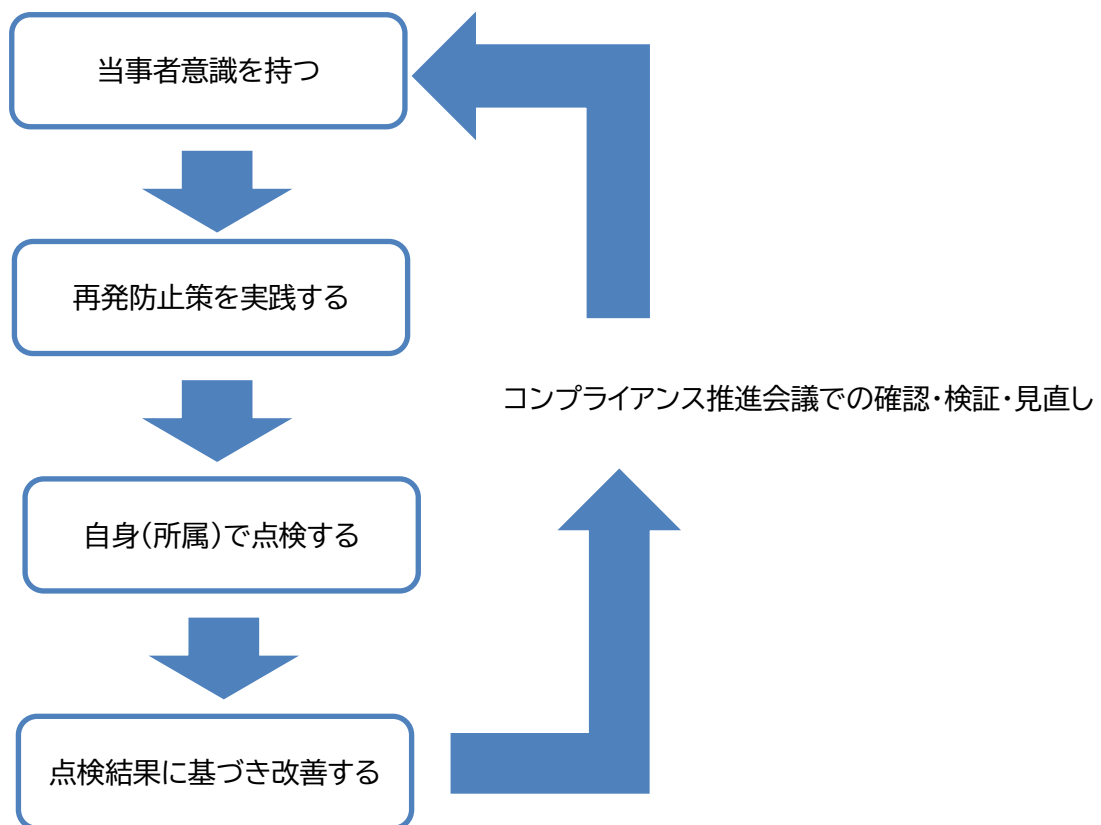 当事者意識を持つ
再発防止策を実践する
コンプライアンス推進会議での確認・検証・見直し
自身（所属）で点検する
点検結果に基づき改善する